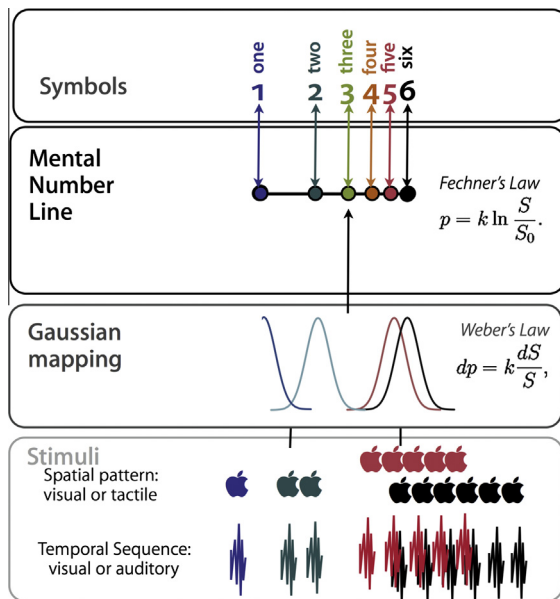 Symbols
one two three four five six
1 2 3 4 5 6
Mental
Number
Line
Fechner's Law
p = k ln S/S₀.
Gaussian
mapping
Weber's Law
dp = k dS/S,
Stimuli
Spatial pattern:
visual or tactile
Temporal Sequence:
visual or auditory